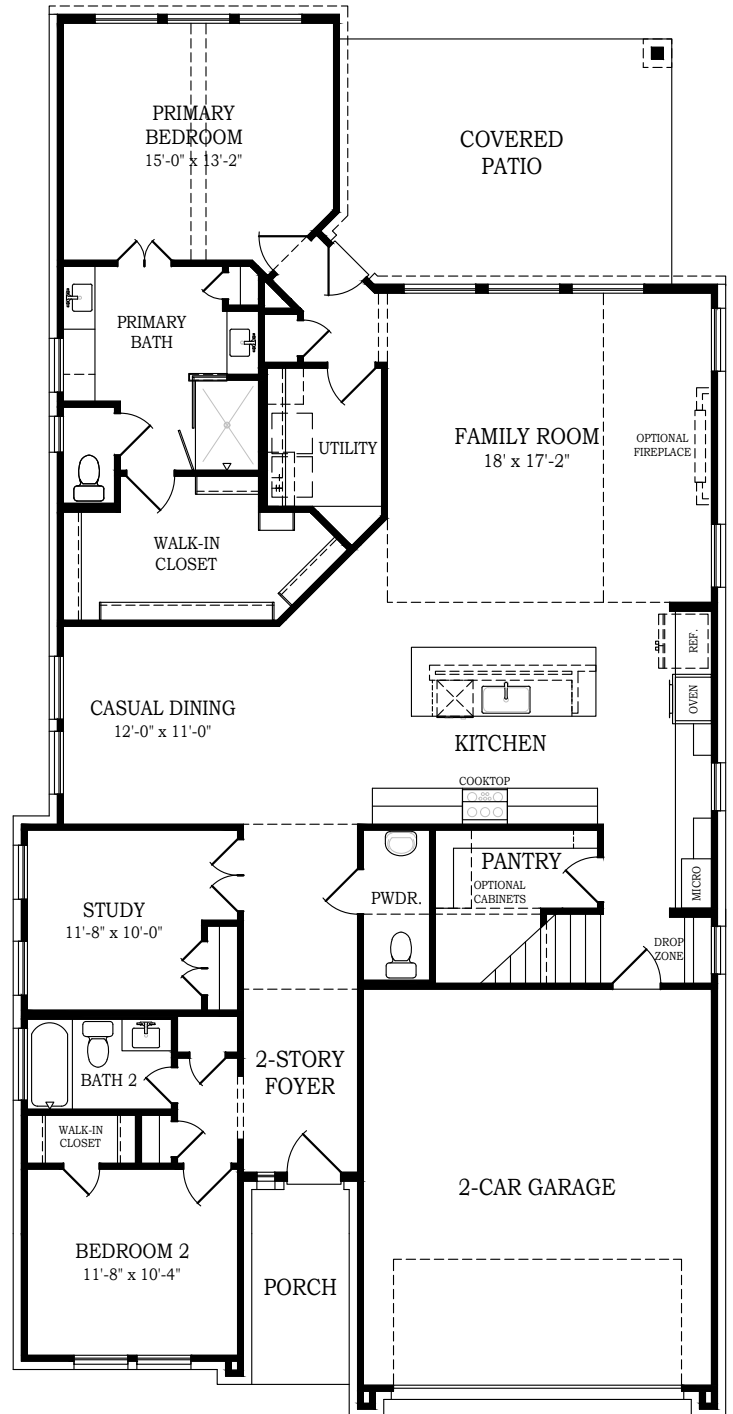 PRIMARY
BEDROOM
15'-0" x 13'-2"
COVERED
PATIO
PRIMARY
BATH
UTILITY
FAMILY ROOM
18' x 17'-2"
OPTIONAL
FIREPLACE
WALK-IN
CLOSET
REF.
OVEN
CASUAL DINING
12'-0" x 11'-0"
KITCHEN
COOKTOP
MICRO
PANTRY
OPTIONAL
CABINETS
PWDR.
STUDY
11'-8" x 10'-0"
DROP
ZONE
2-STORY
FOYER
BATH 2
WALK-IN
CLOSET
2-CAR GARAGE
BEDROOM 2
11'-8" x 10'-4"
PORCH